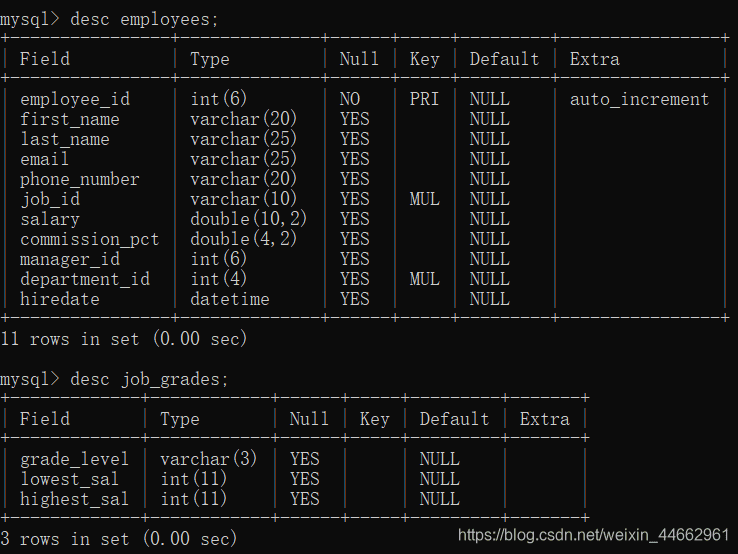 mysql> desc employees;
Field Type Null Key Default Extra
employee_id int(6) NO PRI NULL auto_increment
first_name varchar(20) YES NULL
last_name varchar(25) YES NULL
email varchar(25) YES NULL
phone_number varchar(20) YES NULL
job_id varchar(10) YES MUL NULL
salary double(10,2) YES NULL
commission_pct double(4,2) YES NULL
manager_id int(6) YES NULL
department_id int(4) YES MUL NULL
hiredate datetime YES NULL
11 rows in set (0.00 sec)
mysql> desc job_grades;
Field Type Null Key Default Extra
grade_level varchar(3) YES NULL
lowest_sal int(11) YES NULL
highest_sal int(11) YES NULL
3 rows in set (0.00 sec)
https://blog.csdn.net/weixin_44662961